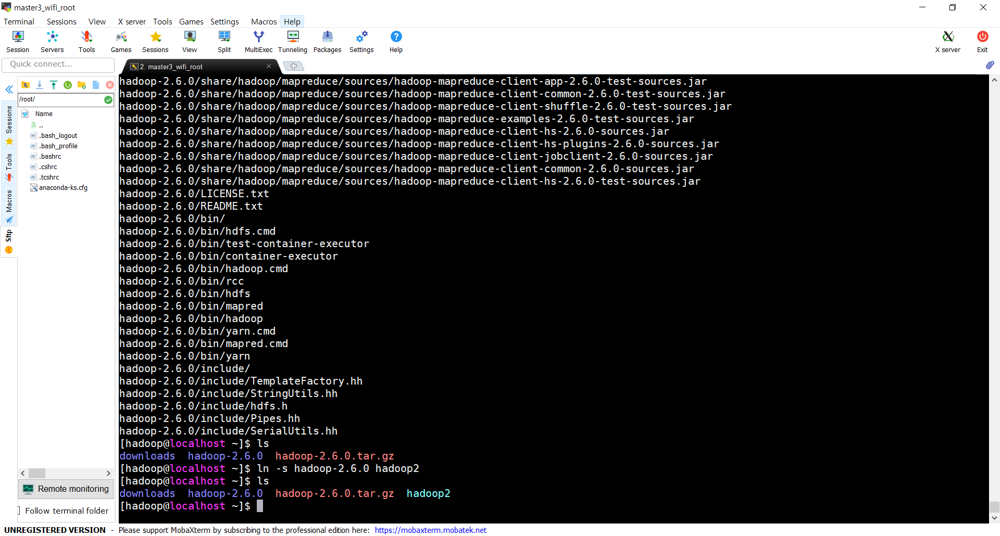 master3_wifi_root
Terminal Sessions View X server Tools Games Settings Macros Help
Session Servers Tools Games Sessions View Split MultiExec Tunneling Packages Settings Help X server Exit
Quick connect...
2. master3_wifi_root
/root/
Name
..
.bash_logout
.bash_profile
.bashrc
.cshrc
.tcshrc
anaconda-ks.cfg
Sessions
Tools
Macros
Sftp
Remote monitoring
Follow terminal folder
hadoop-2.6.0/share/hadoop/mapreduce/sources/hadoop-mapreduce-client-app-2.6.0-test-sources.jar
hadoop-2.6.0/share/hadoop/mapreduce/sources/hadoop-mapreduce-client-common-2.6.0-test-sources.jar
hadoop-2.6.0/share/hadoop/mapreduce/sources/hadoop-mapreduce-client-shuffle-2.6.0-test-sources.jar
hadoop-2.6.0/share/hadoop/mapreduce/sources/hadoop-mapreduce-examples-2.6.0-test-sources.jar
hadoop-2.6.0/share/hadoop/mapreduce/sources/hadoop-mapreduce-client-hs-2.6.0-sources.jar
hadoop-2.6.0/share/hadoop/mapreduce/sources/hadoop-mapreduce-client-hs-plugins-2.6.0-sources.jar
hadoop-2.6.0/share/hadoop/mapreduce/sources/hadoop-mapreduce-client-jobclient-2.6.0-sources.jar
hadoop-2.6.0/share/hadoop/mapreduce/sources/hadoop-mapreduce-client-common-2.6.0-sources.jar
hadoop-2.6.0/share/hadoop/mapreduce/sources/hadoop-mapreduce-client-hs-2.6.0-test-sources.jar
hadoop-2.6.0/LICENSE.txt
hadoop-2.6.0/README.txt
hadoop-2.6.0/bin/
hadoop-2.6.0/bin/hdfs.cmd
hadoop-2.6.0/bin/test-container-executor
hadoop-2.6.0/bin/container-executor
hadoop-2.6.0/bin/hadoop.cmd
hadoop-2.6.0/bin/rcc
hadoop-2.6.0/bin/hdfs
hadoop-2.6.0/bin/mapred
hadoop-2.6.0/bin/hadoop
hadoop-2.6.0/bin/yarn.cmd
hadoop-2.6.0/bin/mapred.cmd
hadoop-2.6.0/bin/yarn
hadoop-2.6.0/include/
hadoop-2.6.0/include/TemplateFactory.hh
hadoop-2.6.0/include/StringUtils.hh
hadoop-2.6.0/include/hdfs.h
hadoop-2.6.0/include/Pipes.hh
hadoop-2.6.0/include/SerialUtils.hh
[hadoop@localhost ~]$ ls
downloads  hadoop-2.6.0  hadoop-2.6.0.tar.gz
[hadoop@localhost ~]$ ln -s hadoop-2.6.0 hadoop2
[hadoop@localhost ~]$ ls
downloads  hadoop-2.6.0  hadoop-2.6.0.tar.gz  hadoop2
[hadoop@localhost ~]$
UNREGISTERED VERSION - Please support MobaXterm by subscribing to the professional edition here: https://mobaxterm.mobatek.net